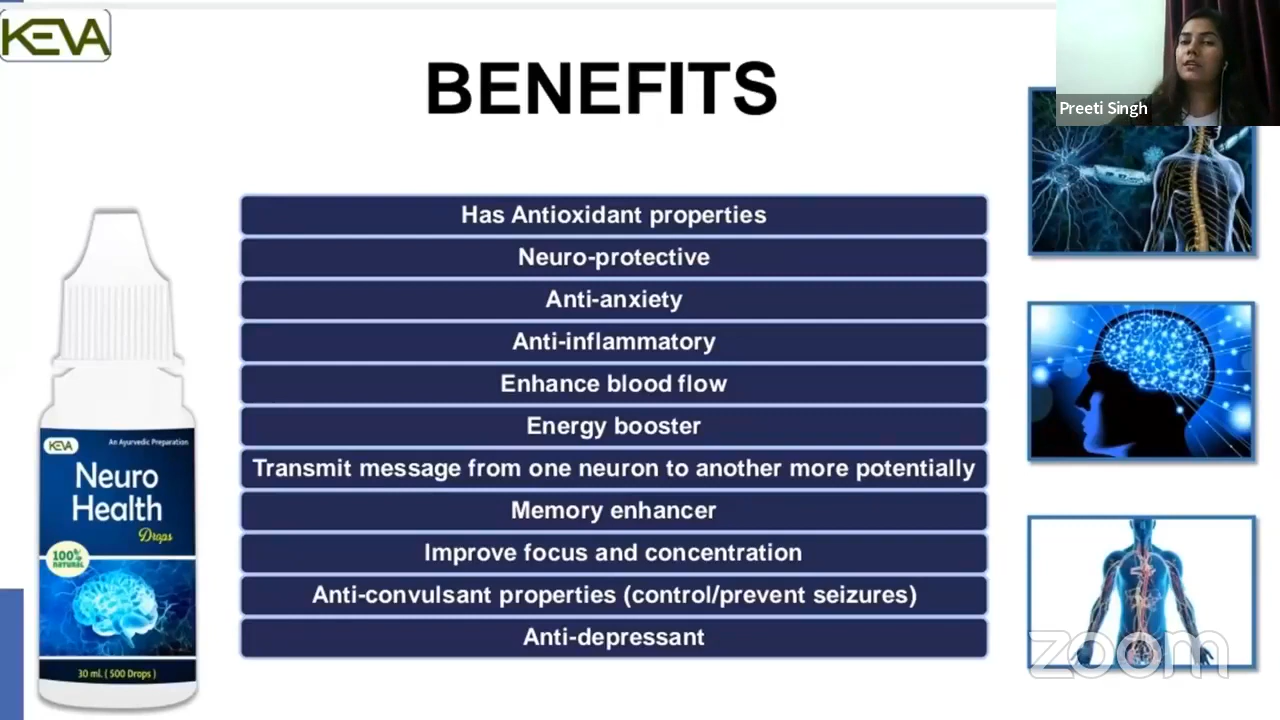 KEVA
BENEFITS
Preeti Singh
Has Antioxidant properties
Neuro-protective
Anti-anxiety
Anti-inflammatory
Enhance blood flow
Energy booster
Transmit message from one neuron to another more potentially
Memory enhancer
Improve focus and concentration
Anti-convulsant properties (control/prevent seizures)
Anti-depressant
KEVA
An Ayurvedic Preparation
Neuro
Health
Drops
100%
NATURAL
30 ml. ( 500 Drops )
zoom